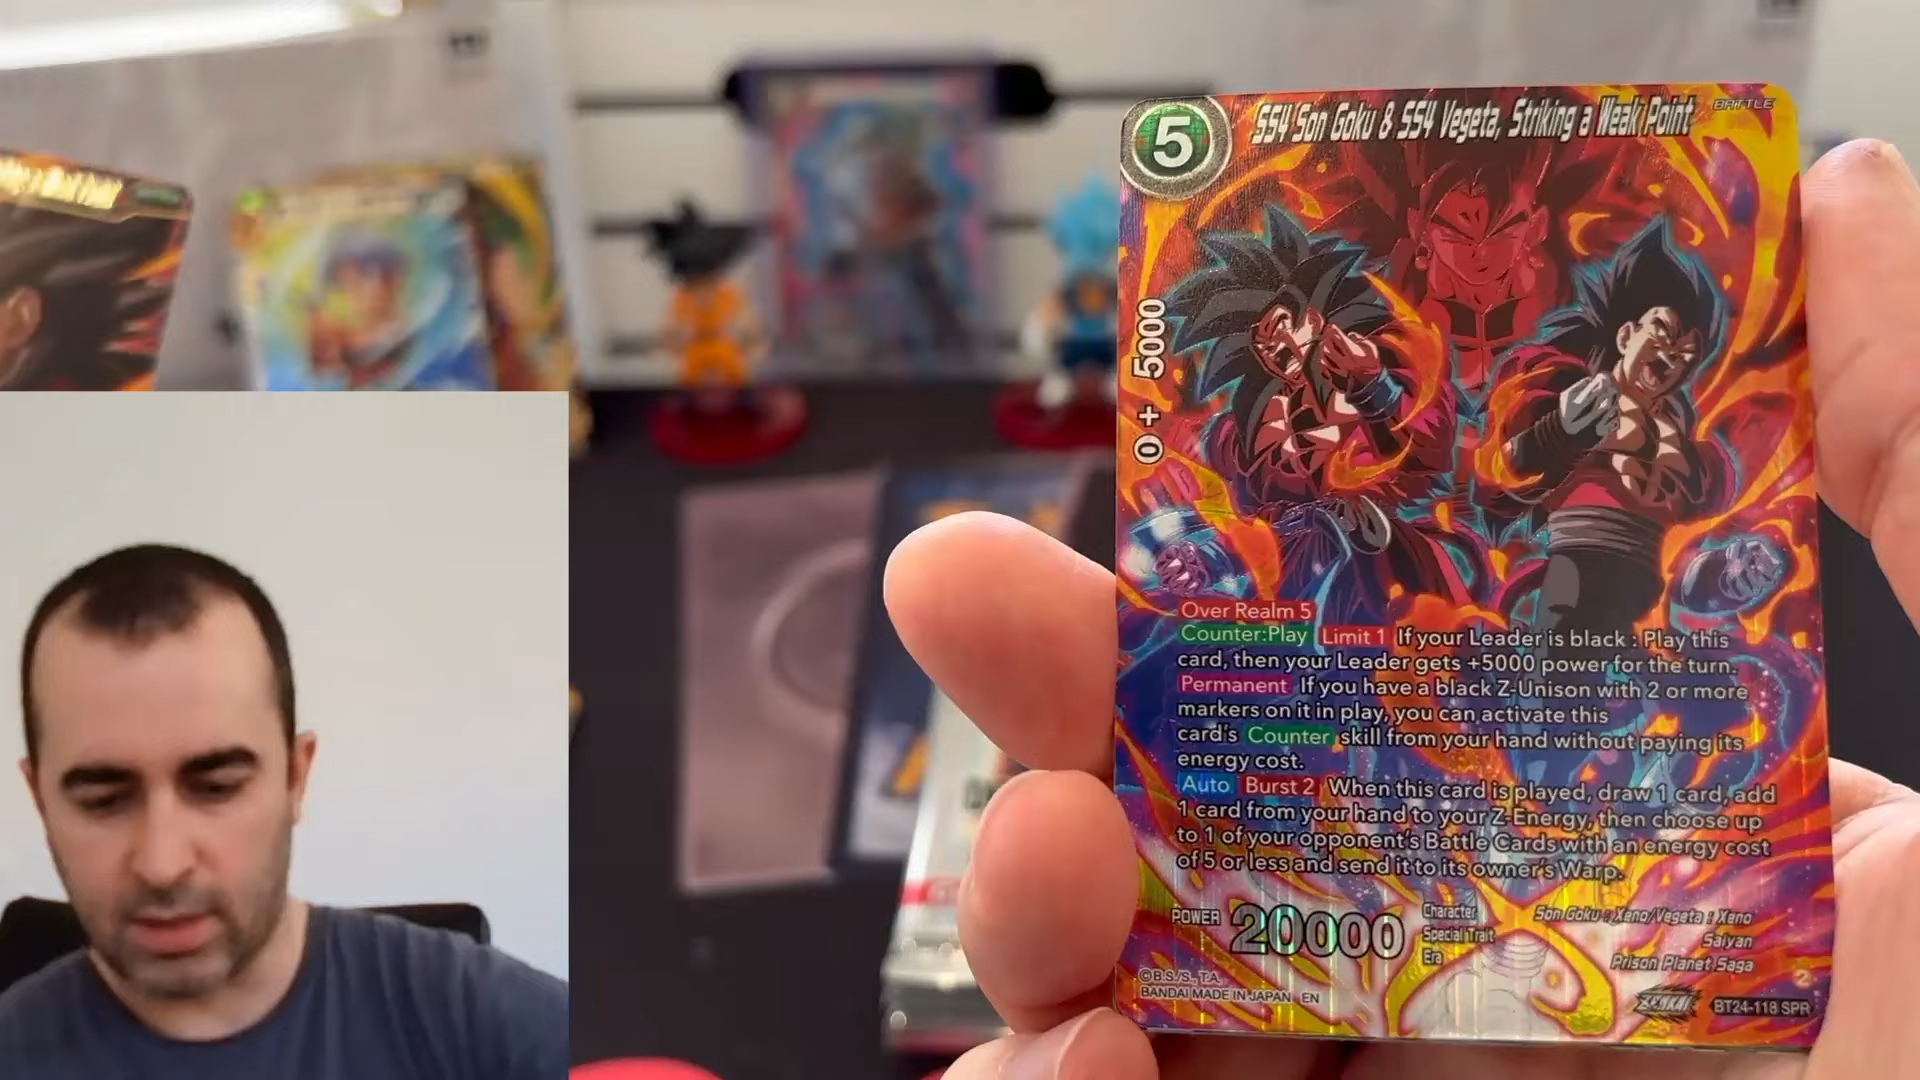 5
SS4 Son Goku & SS4 Vegeta, Striking a Weak Point
BATTLE
0 + 5000
Over Realm 5
Counter:Play Limit 1 If your Leader is black : Play this
card, then your Leader gets +5000 power for the turn.
Permanent If you have a black Z-Unison with 2 or more
markers on it in play, you can activate this
card's Counter skill from your hand without paying its
energy cost.
Auto Burst 2 When this card is played, draw 1 card, add
1 card from your hand to your Z-Energy, then choose up
to 1 of your opponent's Battle Cards with an energy cost
of 5 or less and send it to its owner's Warp.
POWER 20000
Character Son Goku : Xeno/Vegeta : Xeno
Special Trait Saiyan
Era Prison Planet Saga
©B.S./S., T.A.
BANDAI MADE IN JAPAN EN
2
ZENKAI BT24-118 SPR